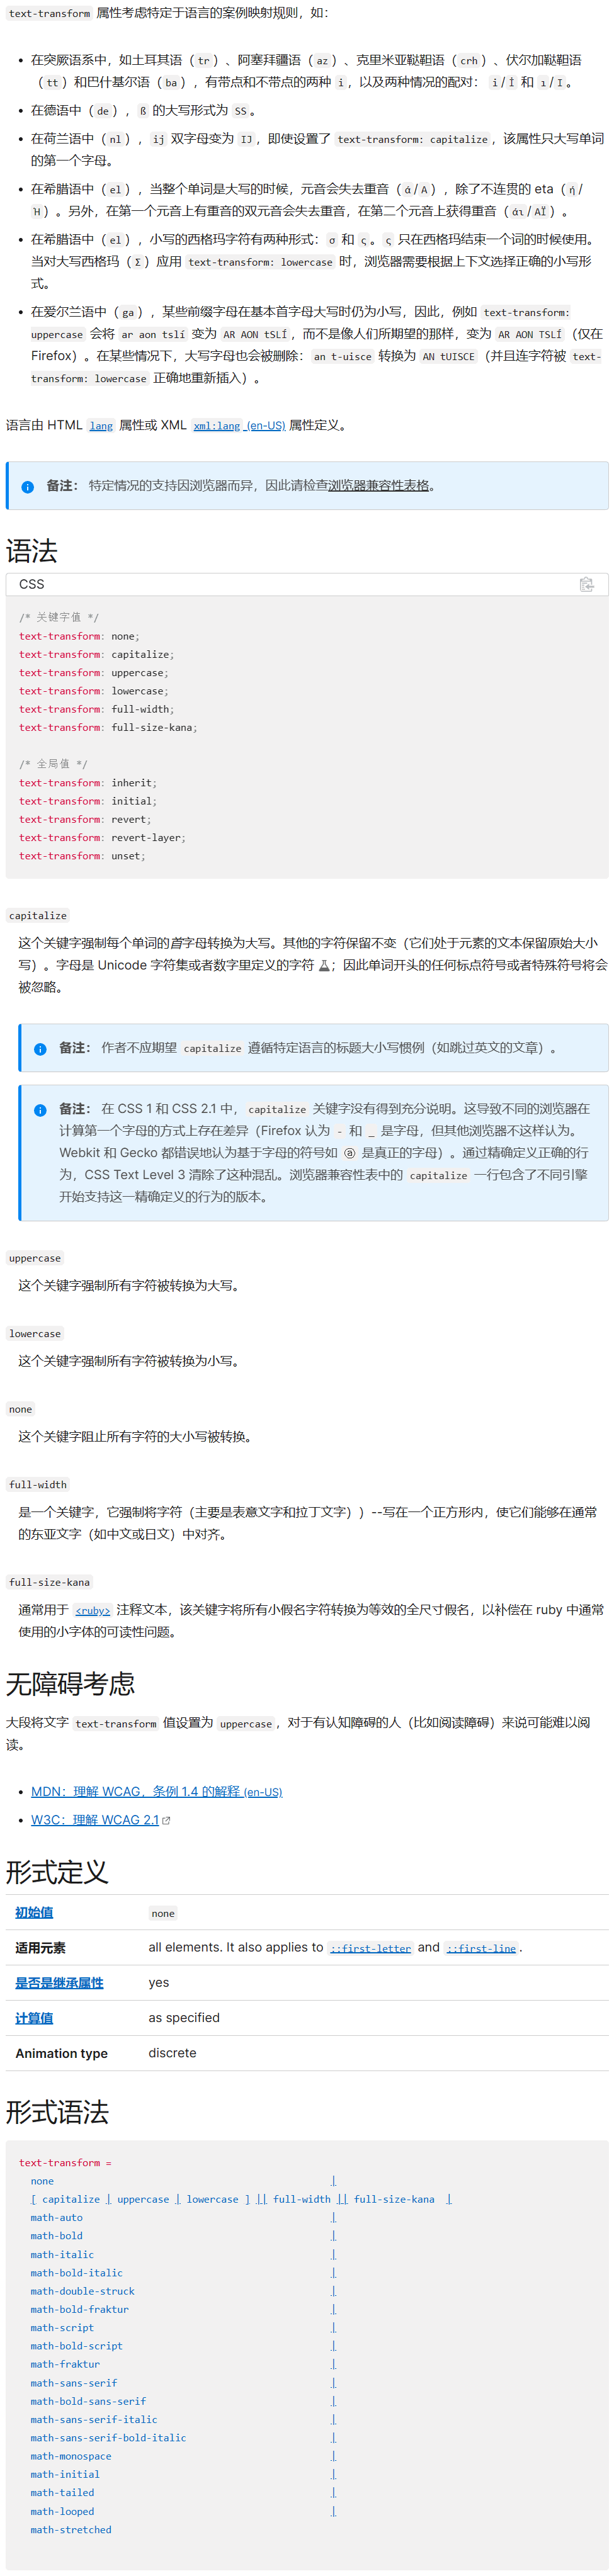 text-transform 属性考虑特定于语言的案例映射规则，如：
• 在突厥语系中，如土耳其语（tr）、阿塞拜疆语（az）、克里米亚鞑靼语（crh）、伏尔加鞑靼语
（tt）和巴什基尔语（ba），有带点和不带点的两种 i，以及两种情况的配对： i/İ 和 ı/I。
• 在德语中（de），ß 的大写形式为 SS。
• 在荷兰语中（nl），ij 双字母变为 IJ，即使设置了 text-transform: capitalize，该属性只大写单词
的第一个字母。
• 在希腊语中（el），当整个单词是大写的时候，元音会失去重音（ά/Α），除了不连贯的 eta（ή/
Ή）。另外，在第一个元音上有重音的双元音会失去重音，在第二个元音上获得重音（άι/ΑΪ）。
• 在希腊语中（el），小写的西格玛字符有两种形式：σ 和 ς。ς 只在西格玛结束一个词的时候使用。
当对大写西格玛（Σ）应用 text-transform: lowercase 时，浏览器需要根据上下文选择正确的小写形
式。
• 在爱尔兰语中（ga），某些前缀字母在基本首字母大写时仍为小写，因此，例如 text-transform:
uppercase 会将 ar aon tslí 变为 AR AON tSLÍ，而不是像人们所期望的那样，变为 AR AON TSLÍ（仅在
Firefox）。在某些情况下，大写字母也会被删除：an t-uisce 转换为 AN tUISCE（并且连字符被 text-
transform: lowercase 正确地重新插入）。
语言由 HTML lang 属性或 XML xml:lang (en-US) 属性定义。
备注： 特定情况的支持因浏览器而异，因此请检查浏览器兼容性表格。
语法
CSS
/* 关键字值 */
text-transform: none;
text-transform: capitalize;
text-transform: uppercase;
text-transform: lowercase;
text-transform: full-width;
text-transform: full-size-kana;
/* 全局值 */
text-transform: inherit;
text-transform: initial;
text-transform: revert;
text-transform: revert-layer;
text-transform: unset;
capitalize
这个关键字强制每个单词的首字母转换为大写。其他的字符保留不变（它们处于元素的文本保留原始大小
写）。字母是 Unicode 字符集或者数字里定义的字符；因此单词开头的任何标点符号或者特殊符号将会
被忽略。
备注： 作者不应期望 capitalize 遵循特定语言的标题大小写惯例（如跳过英文的文章）。
备注： 在 CSS 1 和 CSS 2.1 中，capitalize 关键字没有得到充分说明。这导致不同的浏览器在
计算第一个字母的方式上存在差异（Firefox 认为 - 和 _ 是字母，但其他浏览器不这样认为。
Webkit 和 Gecko 都错误地认为基于字母的符号如 ⓐ 是真正的字母）。通过精确定义正确的行
为，CSS Text Level 3 清除了这种混乱。浏览器兼容性表中的 capitalize 一行包含了不同引擎
开始支持这一精确定义的行为的版本。
uppercase
这个关键字强制所有字符被转换为大写。
lowercase
这个关键字强制所有字符被转换为小写。
none
这个关键字阻止所有字符的大小写被转换。
full-width
是一个关键字，它强制将字符（主要是表意文字和拉丁文字））--写在一个正方形内，使它们能够在通常
的东亚文字（如中文或日文）中对齐。
full-size-kana
通常用于 <ruby> 注释文本，该关键字将所有小假名字符转换为等效的全尺寸假名，以补偿在 ruby 中通常
使用的小字体的可读性问题。
无障碍考虑
大段将文字 text-transform 值设置为 uppercase，对于有认知障碍的人（比如阅读障碍）来说可能难以阅
读。
• MDN：理解 WCAG，条例 1.4 的解释 (en-US)
• W3C：理解 WCAG 2.1
形式定义
初始值 none
适用元素 all elements. It also applies to ::first-letter and ::first-line.
是否是继承属性 yes
计算值 as specified
Animation type discrete
形式语法
text-transform =
none |
[ capitalize | uppercase | lowercase ] || full-width || full-size-kana |
math-auto |
math-bold |
math-italic |
math-bold-italic |
math-double-struck |
math-bold-fraktur |
math-script |
math-bold-script |
math-fraktur |
math-sans-serif |
math-bold-sans-serif |
math-sans-serif-italic |
math-sans-serif-bold-italic |
math-monospace |
math-initial |
math-tailed |
math-looped |
math-stretched